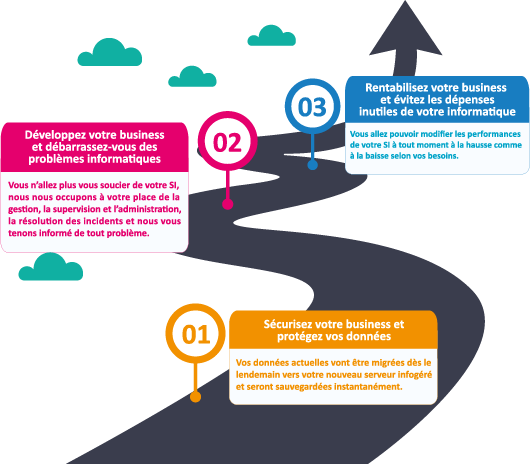 03
Rentabilisez votre business
et évitez les dépenses
inutiles de votre informatique
Vous allez pouvoir modifier les performances
de votre SI à tout moment à la hausse comme
à la baisse selon vos besoins.
02
Développez votre business
et débarrassez-vous des
problèmes informatiques
Vous n'allez plus vous soucier de votre SI,
nous nous occupons à votre place de la
gestion, la supervision et l'administration,
la résolution des incidents et nous vous
tenons informé de tout problème.
01
Sécurisez votre business et
protégez vos données
Vos données actuelles vont être migrées dès le
lendemain vers votre nouveau serveur infogéré
et seront sauvegardées instantanément.